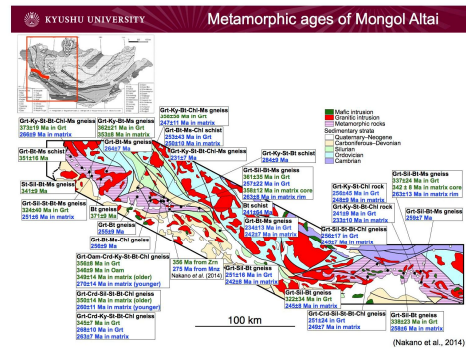 KYUSHU UNIVERSITY
Metamorphic ages of Mongol Altai
Grt-Ky-St-Bt-Chl-Ms gneiss
373±19 Ma in Grt
266±9 Ma in matrix
Grt-Ky-Bt-Ms gneiss
362±21 Ma in Grt
353±8 Ma in matrix
Grt-Ky-Bt-Chl-Ms gneiss
247±11 Ma in matrix
Grt-Bt-Ms-Chl schist
253±43 Ma in Grt
250±10 Ma in matrix
Grt-Bt-Ms schist
351±16 Ma
Grt-Bt-Ms gneiss
264±7 Ma
Grt-Ky-St-Bt-Chl-Ms gneiss
231±7 Ma
Grt-Ky-St-Bt schist
264±9 Ma
Mafic intrusion
Granitic intrusion
Metamorphic rocks
Sedimentary strata
Quaternary–Neogene
Carboniferous–Devonian
Silurian
Ordovician
Cambrian
St-Sil-Bt-Ms gneiss
341±9 Ma
Grt-Sil-St-Bt-Ms gneiss
324±40 Ma in Grt
251±6 Ma in matrix
Bt gneiss
371±9 Ma
Grt-Bt gneiss
255±9 Ma
Grt-Bt-Ms-Chl gneiss
256±9 Ma
Grt-Sil-Bt-Ms gneiss
361±35 Ma in Grt
257±22 Ma in Grt
358±12 Ma in matrix core
263±8 Ma in matrix rim
Bt schist
241±64 Ma
234±13 Ma in Grt
242±7 Ma in matrix
Grt-Ky-Chl rock
256±45 Ma in Grt
248±9 Ma in matrix
Grt-Ky-St-Chl rock
241±9 Ma in Grt
233±10 Ma in matrix
Grt-Sil-Bt-Ms gneiss
337±24 Ma in Grt
342 ± 6 Ma in matrix core
263±13 Ma in matrix rim
Grt-Sil-Bt-Ms gneiss
259±7 Ma
Grt-Sil-St-Bt-Chl gneiss
256±17 in Grt
249±7 Ma in matrix
Grt-Oam-Crd-Ky-St-Bt-Chl gneiss
356±8 Ma in Grt
346±9 Ma in Oam
349±14 Ma in matrix (older)
270±14 Ma in matrix (younger)
356 Ma from Zrn
275 Ma from Mnz
Nakano et al. (2014)
Grt-Crd-Sil-St-Bt-Chl gneiss
350±14 Ma in matrix (older)
260±11 Ma in matrix (younger)
Grt-Crd-Ky-St-Bt-Chl gneiss
345±7 Ma in Grt
268±10 Ma in Grt
263±7 Ma in matrix
Grt-Sil-Bt gneiss
251±16 Ma in Grt
242±8 Ma in matrix
Grt-Sil-Bt gneiss
322±34 Ma in Grt
245±8 Ma in matrix
Grt-Crd-Sil-St-Bt-Chl gneiss
251±24 in Grt
249±7 Ma in matrix
Grt-Sil-Bt gneiss
338±23 Ma in Grt
258±6 Ma in matrix
100 km
(Nakano et al., 2014)